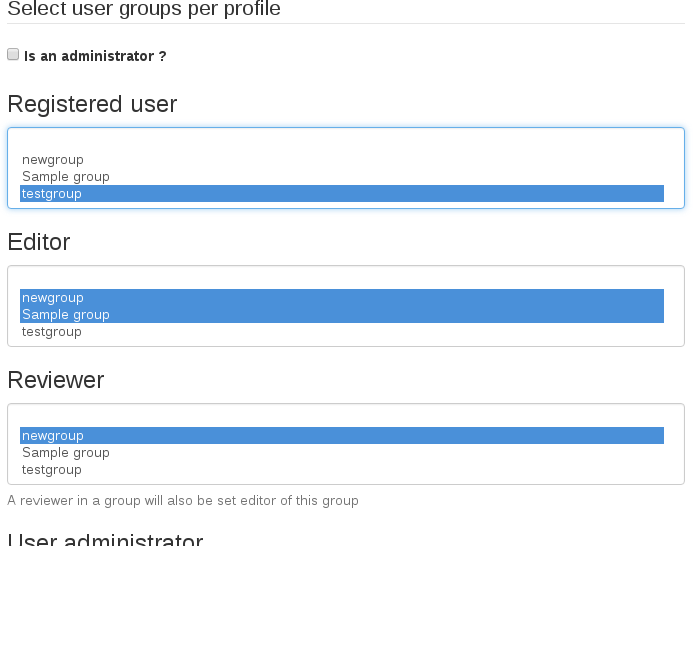 Select user groups per profile
Is an administrator ?
Registered user
newgroup
Sample group
testgroup
Editor
newgroup
Sample group
testgroup
Reviewer
newgroup
Sample group
testgroup
A reviewer in a group will also be set editor of this group
User administrator